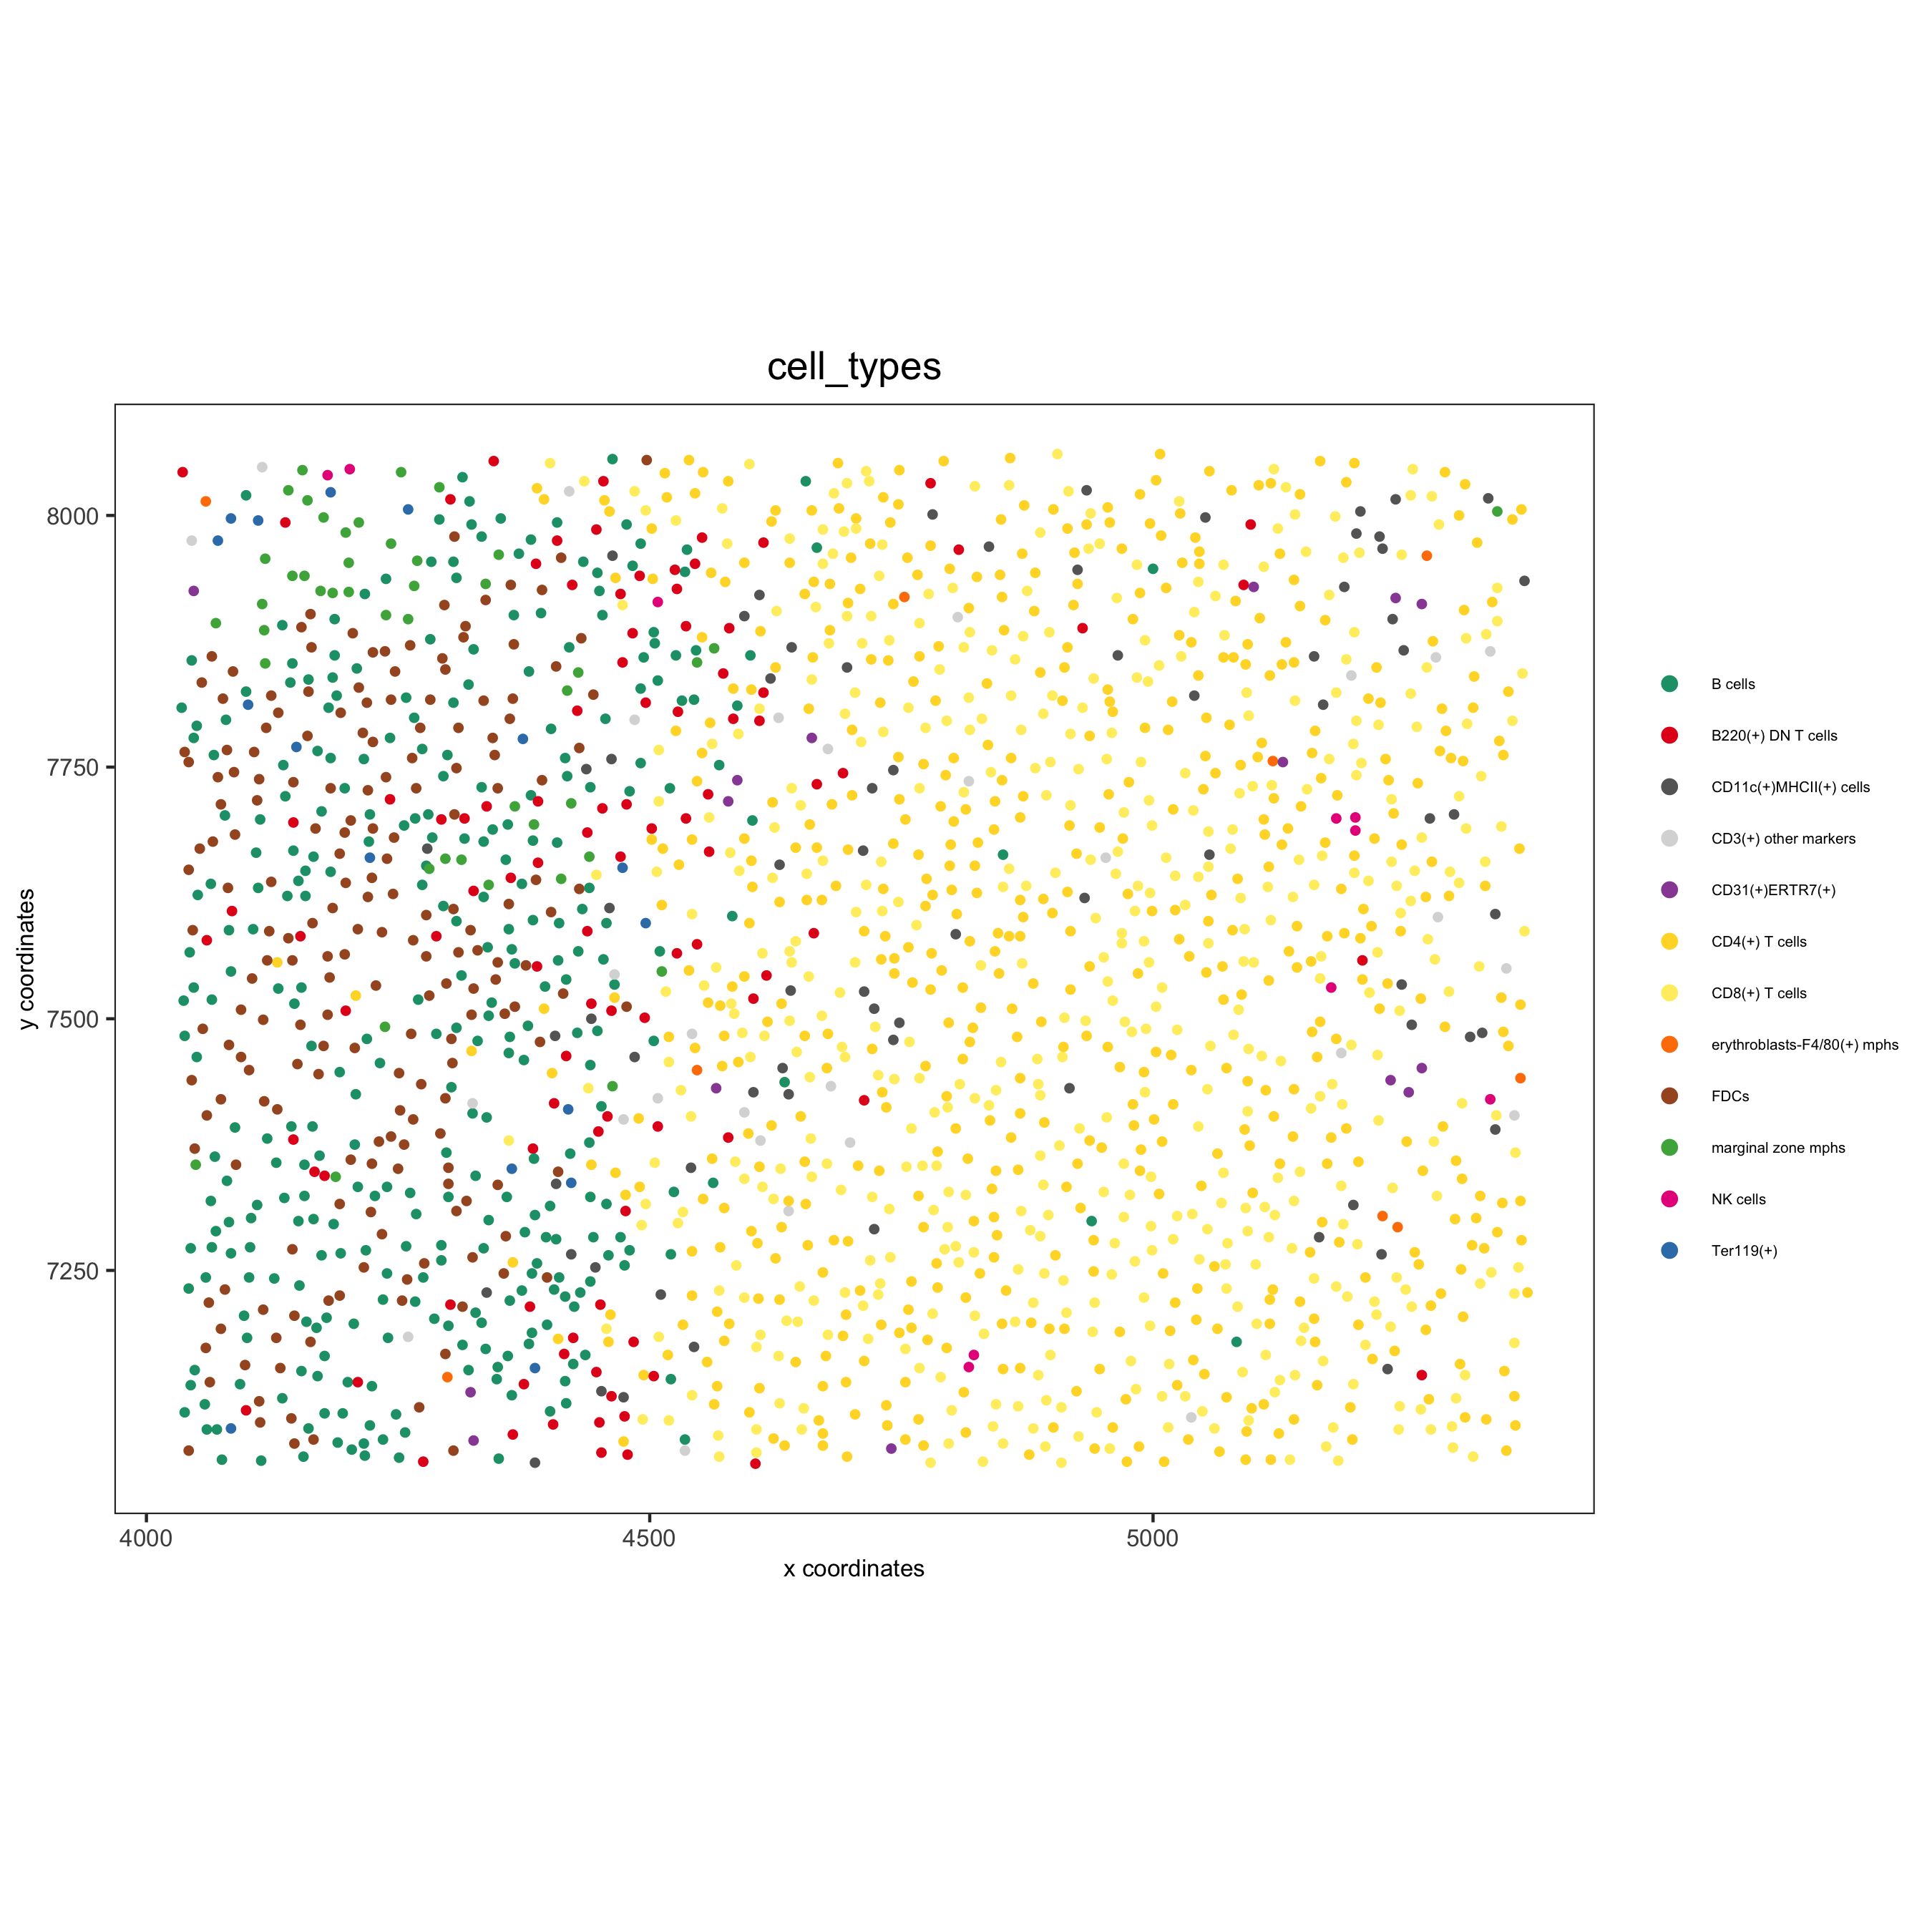 cell_types
8000
7750
7500
7250
y coordinates
4000
4500
5000
x coordinates
B cells
B220(+) DN T cells
CD11c(+)MHCII(+) cells
CD3(+) other markers
CD31(+)ERTR7(+)
CD4(+) T cells
CD8(+) T cells
erythroblasts-F4/80(+) mphs
FDCs
marginal zone mphs
NK cells
Ter119(+)